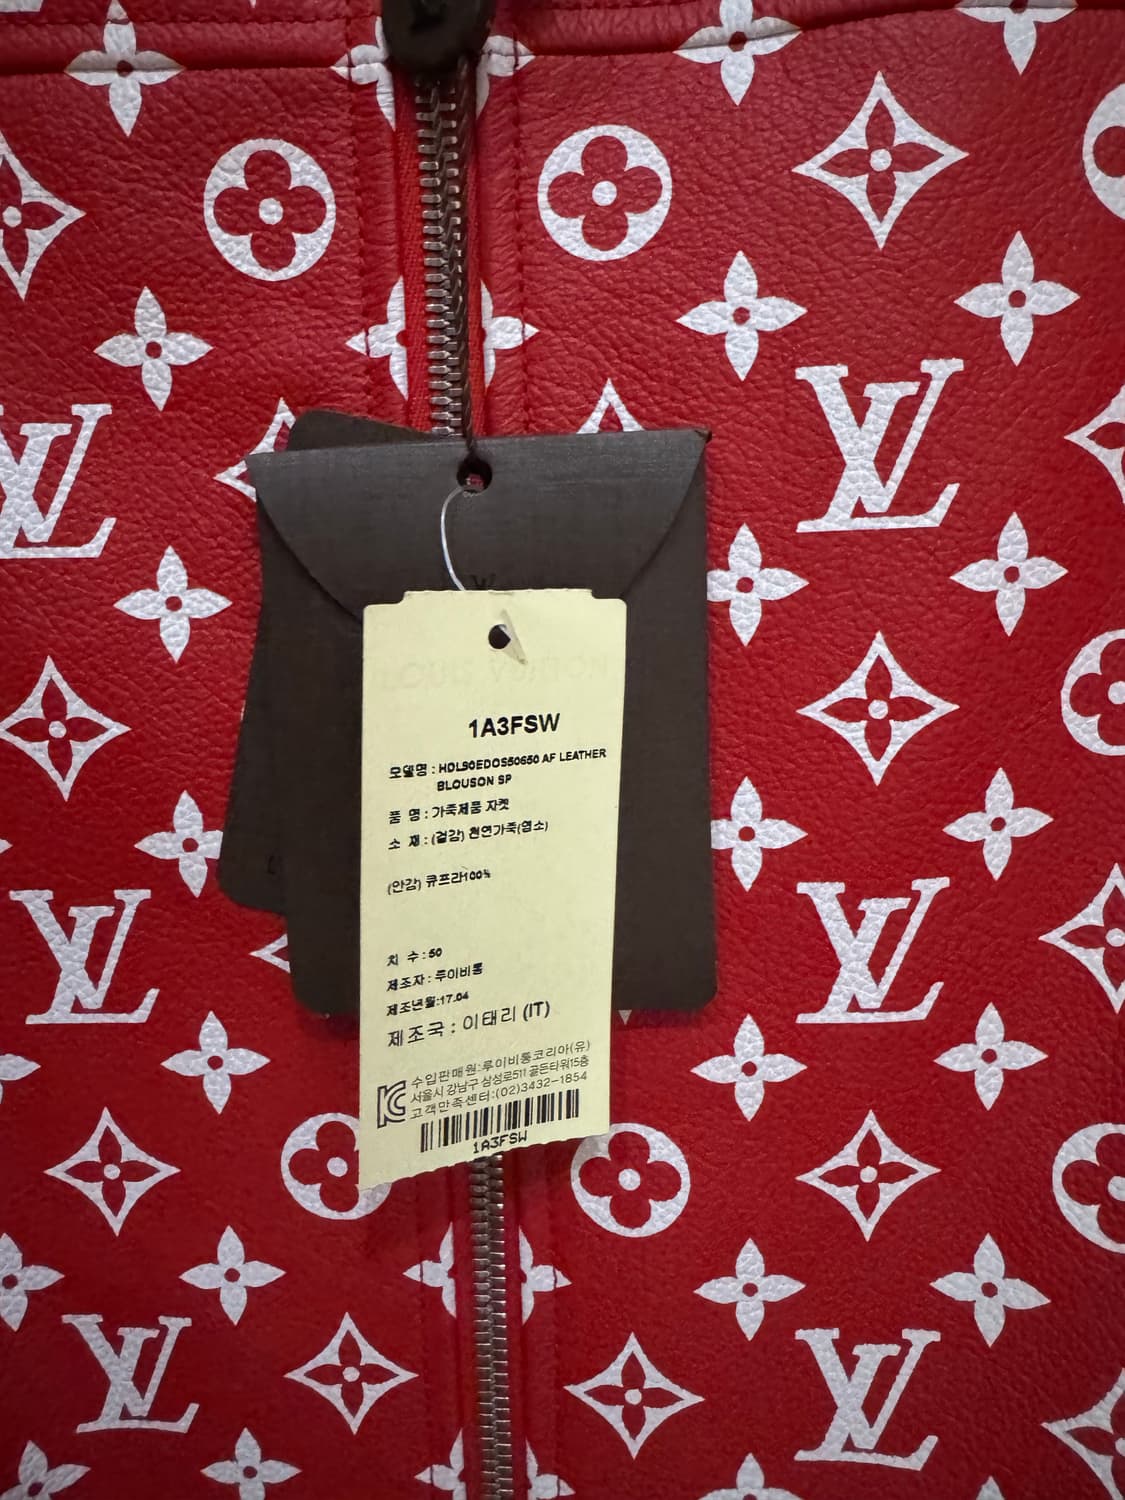 LOUIS VUITTON
1A3FSW
모델명 : HDL90EDOS50650 AF LEATHER
BLOUSON SP
품 명 : 가죽제품 자켓
소 재 : (겉감) 천연가죽(염소)
(안감) 큐프라100%
치 수 : 50
제조자 : 루이비통
제조년월:17.04
제조국 : 이태리 (IT)
수입판매원:루이비통코리아(유)
서울시 강남구 삼성로511 골든타워15층
고객만족센터:(02)3432-1854
1A3FSW